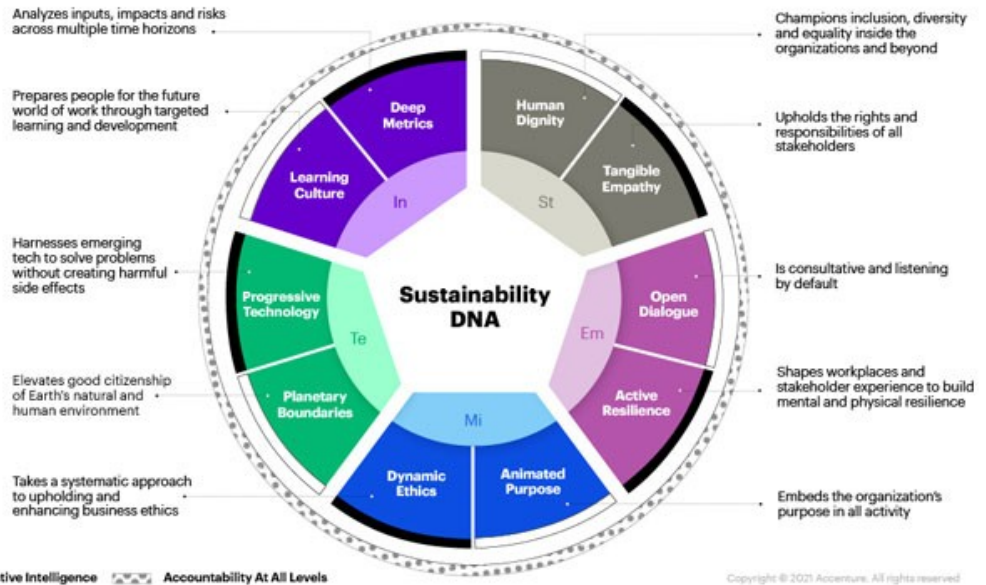 Analyzes inputs, impacts and risks
across multiple time horizons
Prepares people for the future
world of work through targeted
learning and development
Harnesses emerging
tech to solve problems
without creating harmful
side effects
Elevates good citizenship
of Earth's natural and
human environment
Takes a systematic approach
to upholding and
enhancing business ethics
Deep
Metrics
Learning
Culture
In
Progressive
Technology
Te
Planetary
Boundaries
Dynamic
Ethics
Mi
Animated
Purpose
Sustainability
DNA
Human
Dignity
St
Tangible
Empathy
Open
Dialogue
Em
Active
Resilience
Champions inclusion, diversity
and equality inside the
organizations and beyond
Upholds the rights and
responsibilities of all
stakeholders
Is consultative and listening
by default
Shapes workplaces and
stakeholder experience to build
mental and physical resilience
Embeds the organization's
purpose in all activity
tive Intelligence
Accountability At All Levels
Copyright © 2021 Accenture. All rights reserved